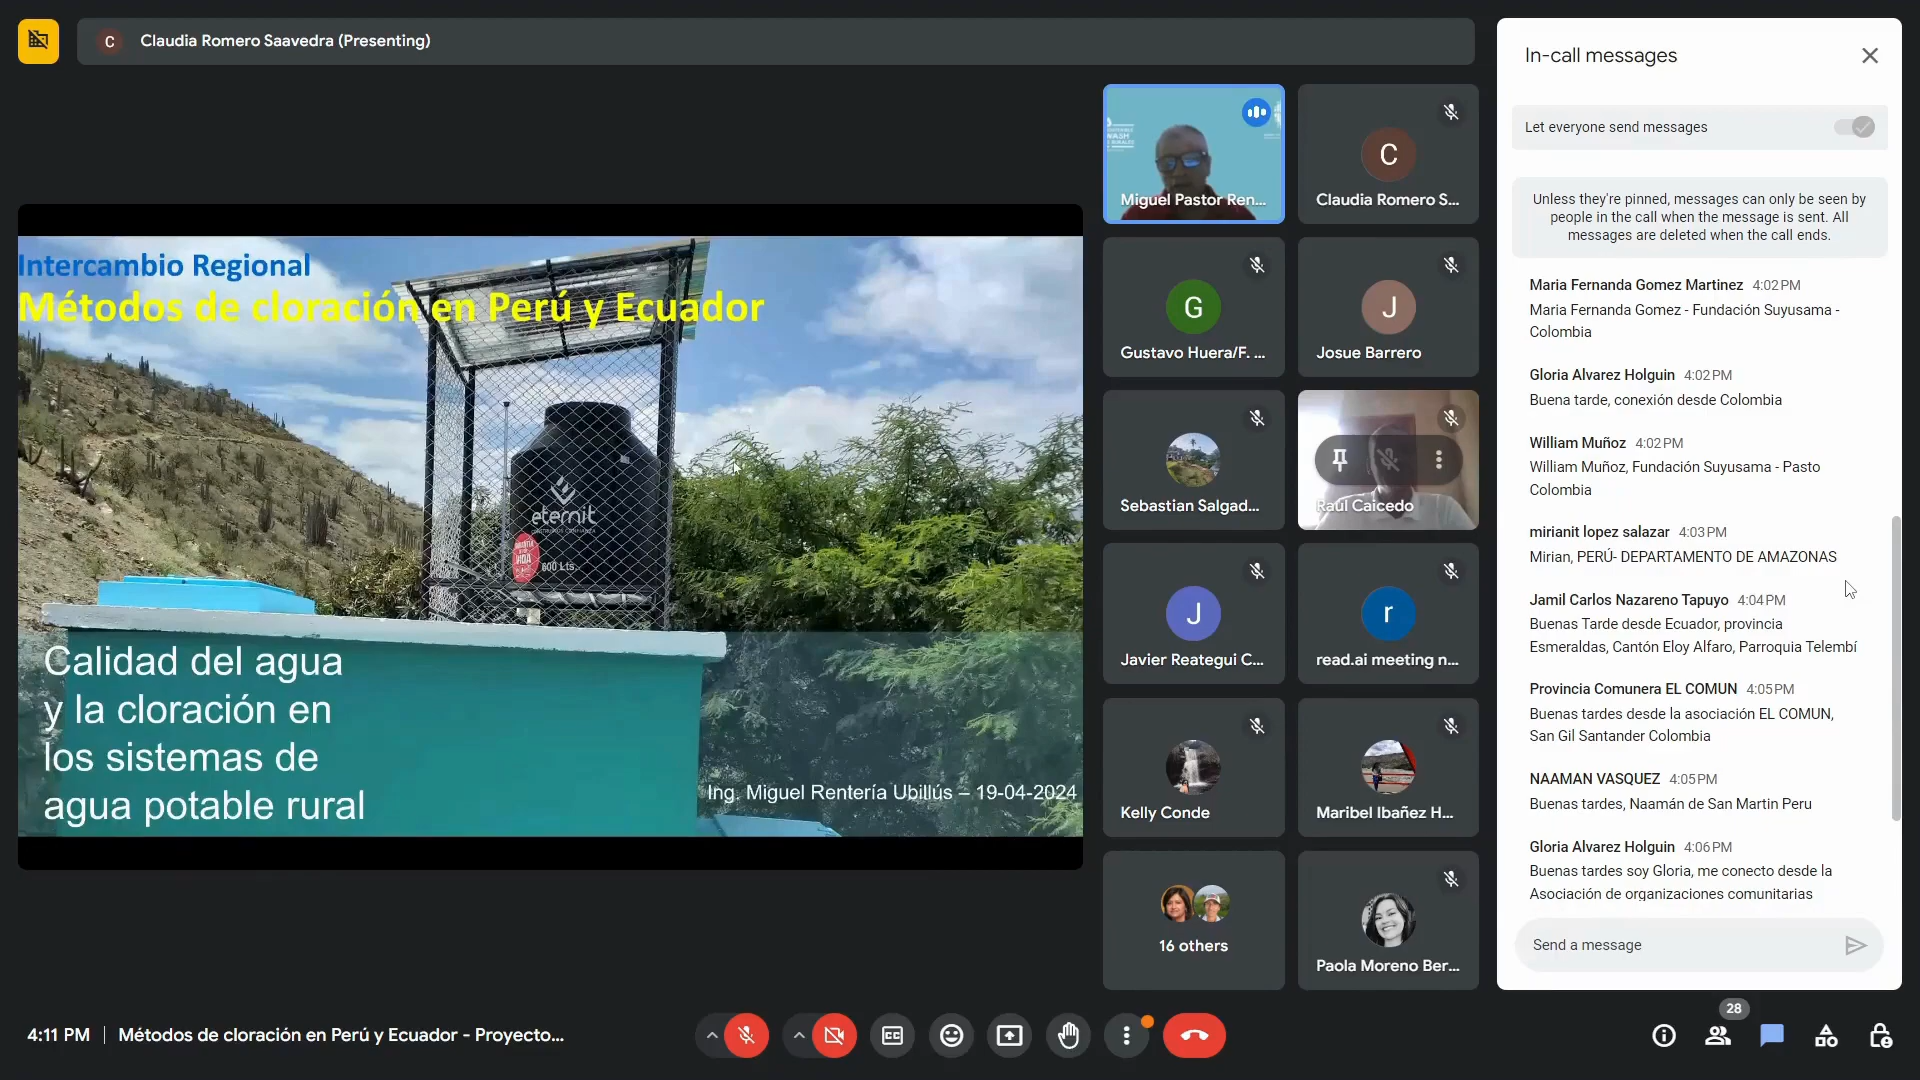 C Claudia Romero Saavedra (Presenting)
Intercambio Regional
Métodos de cloración en Perú y Ecuador
eternit
600 Lts.
Calidad del agua
y la cloración en
los sistemas de
agua potable rural
Ing. Miguel Rentería Ubillús – 19-04-2024
WASH
Miguel Pastor Ren...
C
Claudia Romero S...
G
Gustavo Huera/F. ...
J
Josue Barrero
Sebastian Salgad...
Raul Caicedo
J
Javier Reategui C...
r
read.ai meeting n...
Kelly Conde
Maribel Ibañez H...
16 others
Paola Moreno Ber...
In-call messages
Let everyone send messages
Unless they're pinned, messages can only be seen by
people in the call when the message is sent. All
messages are deleted when the call ends.
Maria Fernanda Gomez Martinez 4:02 PM
Maria Fernanda Gomez - Fundación Suyusama -
Colombia
Gloria Alvarez Holguin 4:02 PM
Buena tarde, conexión desde Colombia
William Muñoz 4:02 PM
William Muñoz, Fundación Suyusama - Pasto
Colombia
mirianit lopez salazar 4:03 PM
Mirian, PERÚ- DEPARTAMENTO DE AMAZONAS
Jamil Carlos Nazareno Tapuyo 4:04 PM
Buenas Tarde desde Ecuador, provincia
Esmeraldas, Cantón Eloy Alfaro, Parroquia Telembí
Provincia Comunera EL COMUN 4:05 PM
Buenas tardes desde la asociación EL COMUN,
San Gil Santander Colombia
NAAMAN VASQUEZ 4:05 PM
Buenas tardes, Naamán de San Martin Peru
Gloria Alvarez Holguin 4:06 PM
Buenas tardes soy Gloria, me conecto desde la
Asociación de organizaciones comunitarias
Send a message
4:11 PM | Métodos de cloración en Perú y Ecuador - Proyecto...
28